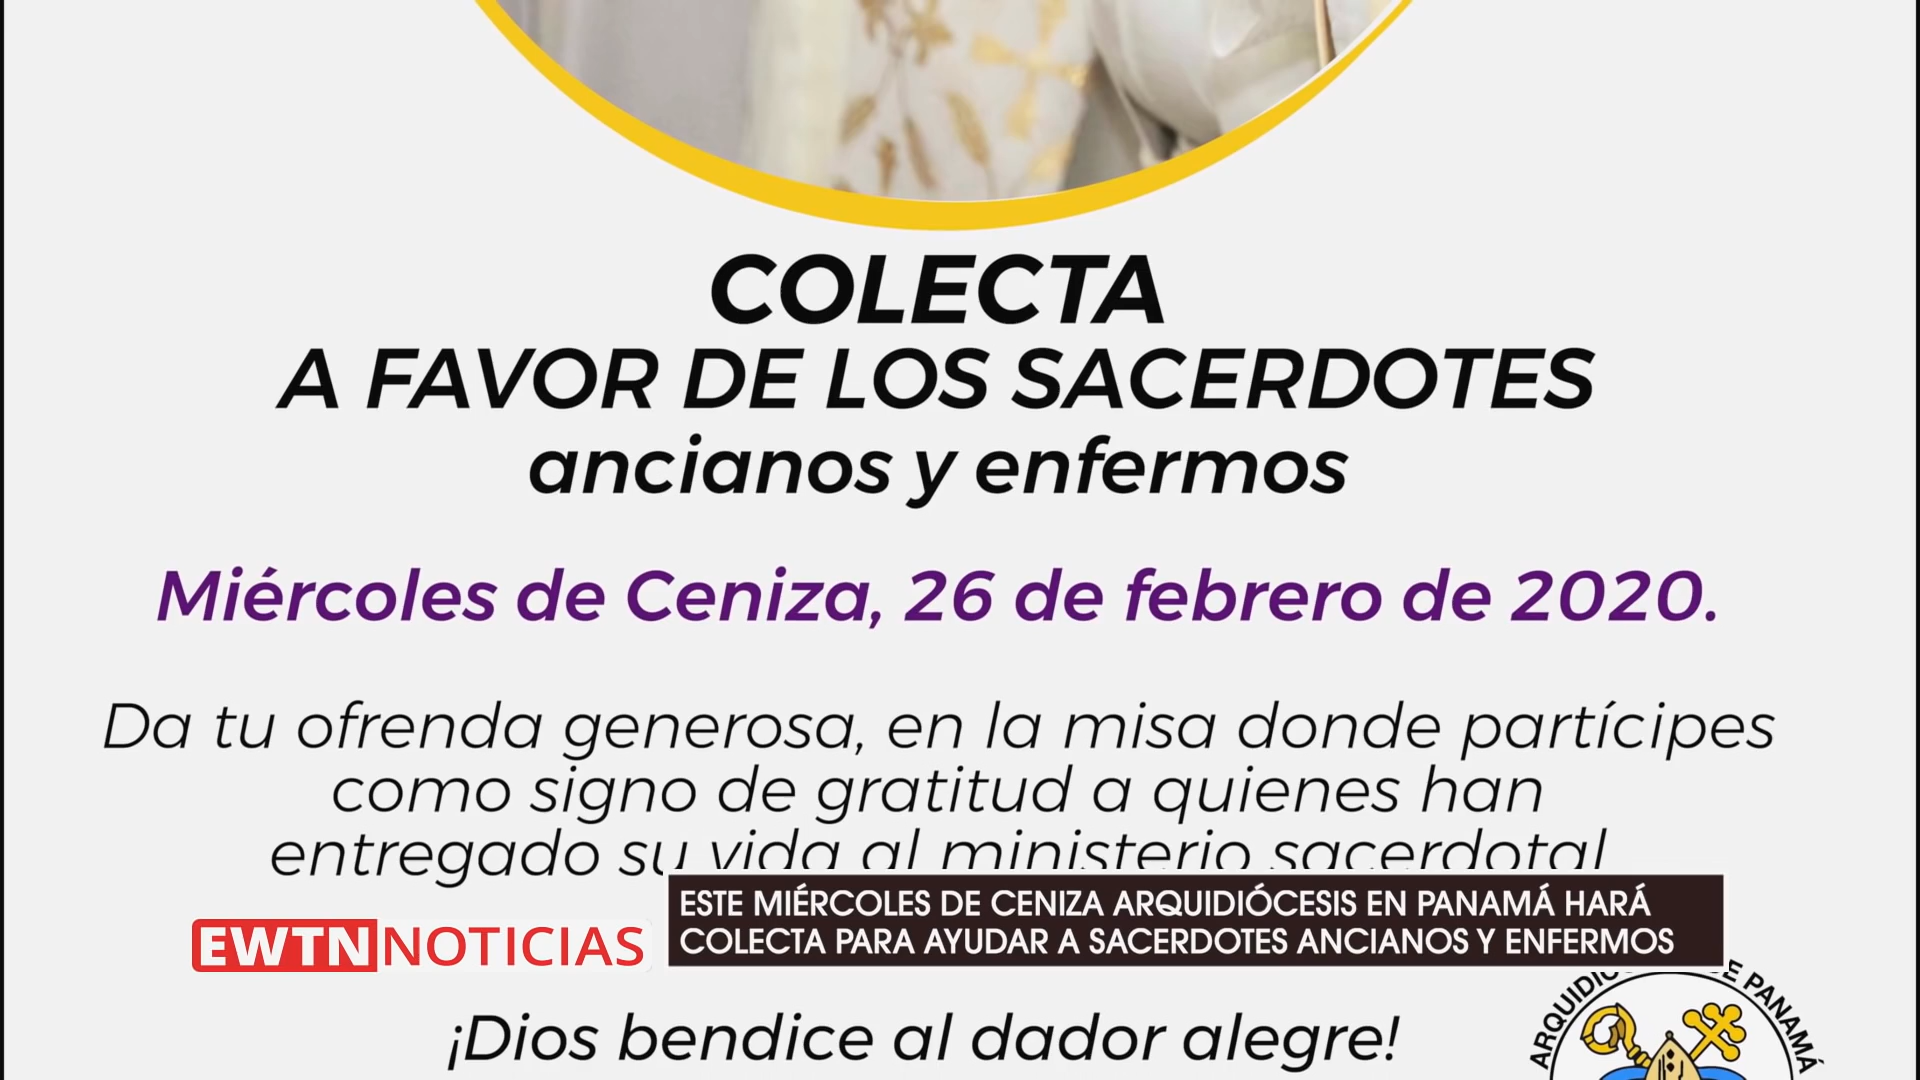 COLECTA
A FAVOR DE LOS SACERDOTES
ancianos y enfermos
Miércoles de Ceniza, 26 de febrero de 2020.
Da tu ofrenda generosa, en la misa donde partícipes
como signo de gratitud a quienes han
entregado su vida al ministerio sacerdotal
EWTN NOTICIAS
ESTE MIÉRCOLES DE CENIZA ARQUIDIÓCESIS EN PANAMÁ HARÁ
COLECTA PARA AYUDAR A SACERDOTES ANCIANOS Y ENFERMOS
¡Dios bendice al dador alegre!
PANAMÁ